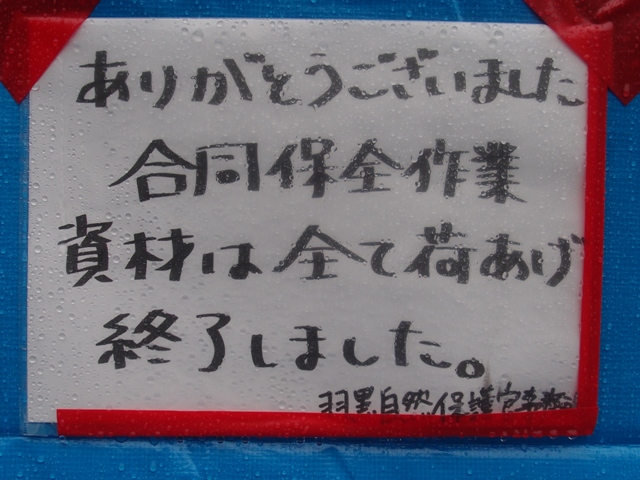 ありがとうございました
合同保全作業
資材は全て荷あげ
終了しました。
羽黒自然保護官事務所